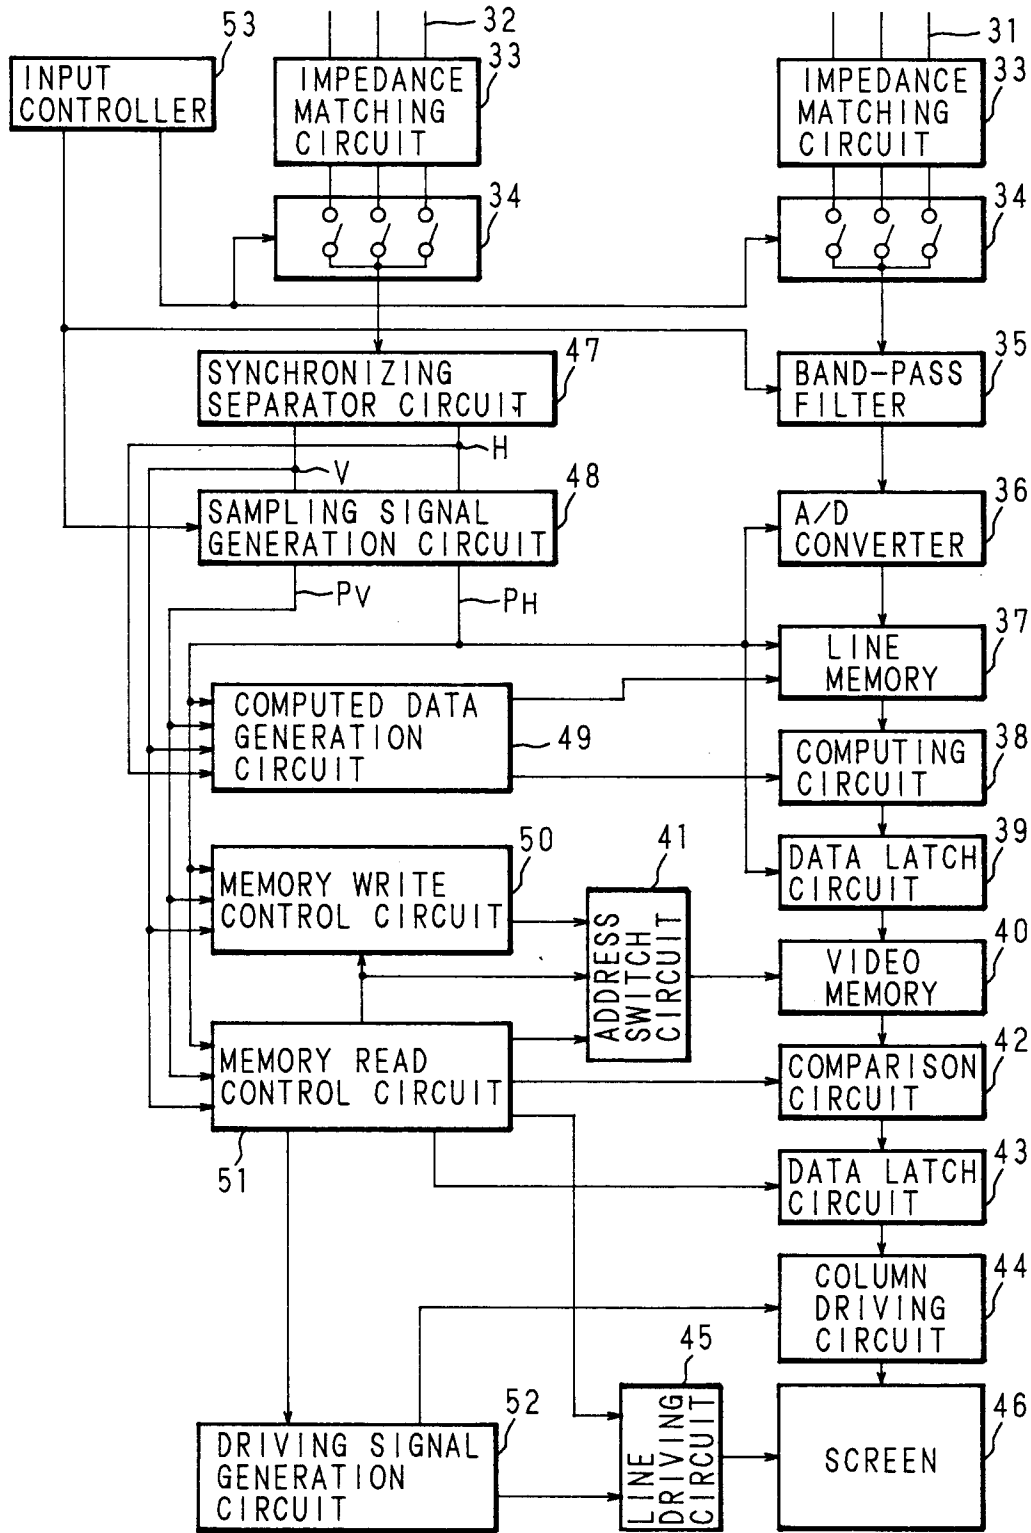 53
INPUT
CONTROLLER
32
33
IMPEDANCE
MATCHING
CIRCUIT
31
33
IMPEDANCE
MATCHING
CIRCUIT
34
34
47
SYNCHRONIZING
SEPARATOR CIRCUIT
35
BAND-PASS
FILTER
H
V
48
SAMPLING SIGNAL
GENERATION CIRCUIT
36
A/D
CONVERTER
PV
PH
37
LINE
MEMORY
COMPUTED DATA
GENERATION
CIRCUIT
49
38
COMPUTING
CIRCUIT
50
MEMORY WRITE
CONTROL CIRCUIT
41
ADDRESS
SWITCH
CIRCUIT
39
DATA LATCH
CIRCUIT
40
VIDEO
MEMORY
MEMORY READ
CONTROL CIRCUIT
51
42
COMPARISON
CIRCUIT
43
DATA LATCH
CIRCUIT
44
COLUMN
DRIVING
CIRCUIT
45
LINE
DRIVING
CIRCUIT
52
DRIVING SIGNAL
GENERATION
CIRCUIT
46
SCREEN